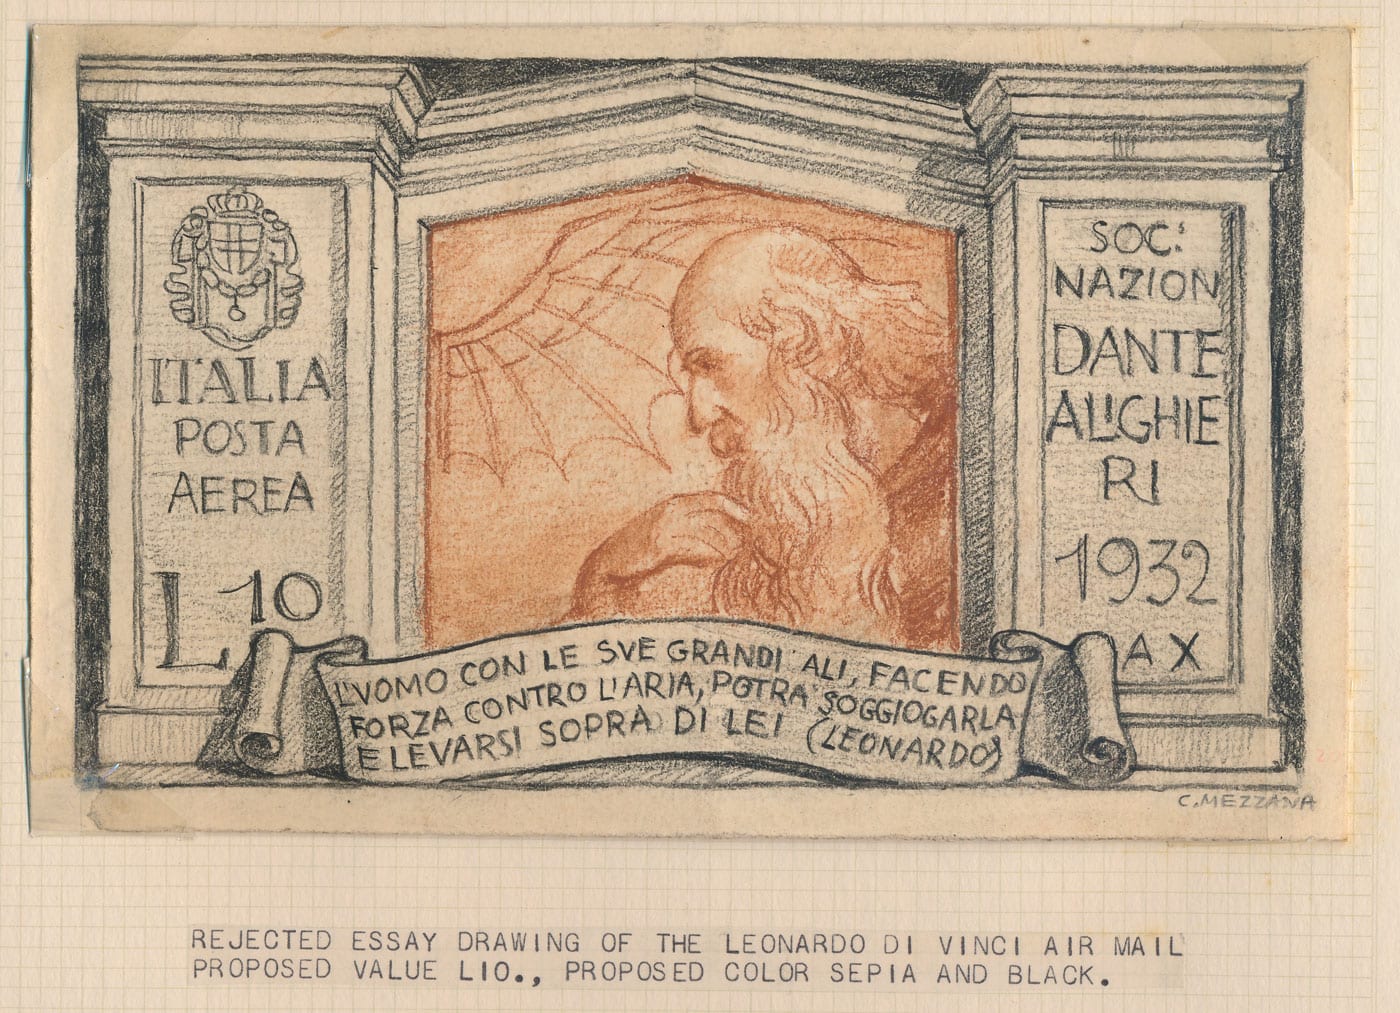 ITALIA
POSTA
AEREA
L 10
SOC:
NAZION
DANTE
ALIGHIE
RI
1932
A X
L'VOMO CON LE SVE GRANDI ALI, FACENDO
FORZA CONTRO L'ARIA, POTRA' SOGGIOGARLA
E LEVARSI SOPRA DI LEI (LEONARDO)
C. MEZZANA
REJECTED ESSAY DRAWING OF THE LEONARDO DI VINCI AIR MAIL
PROPOSED VALUE L10., PROPOSED COLOR SEPIA AND BLACK.